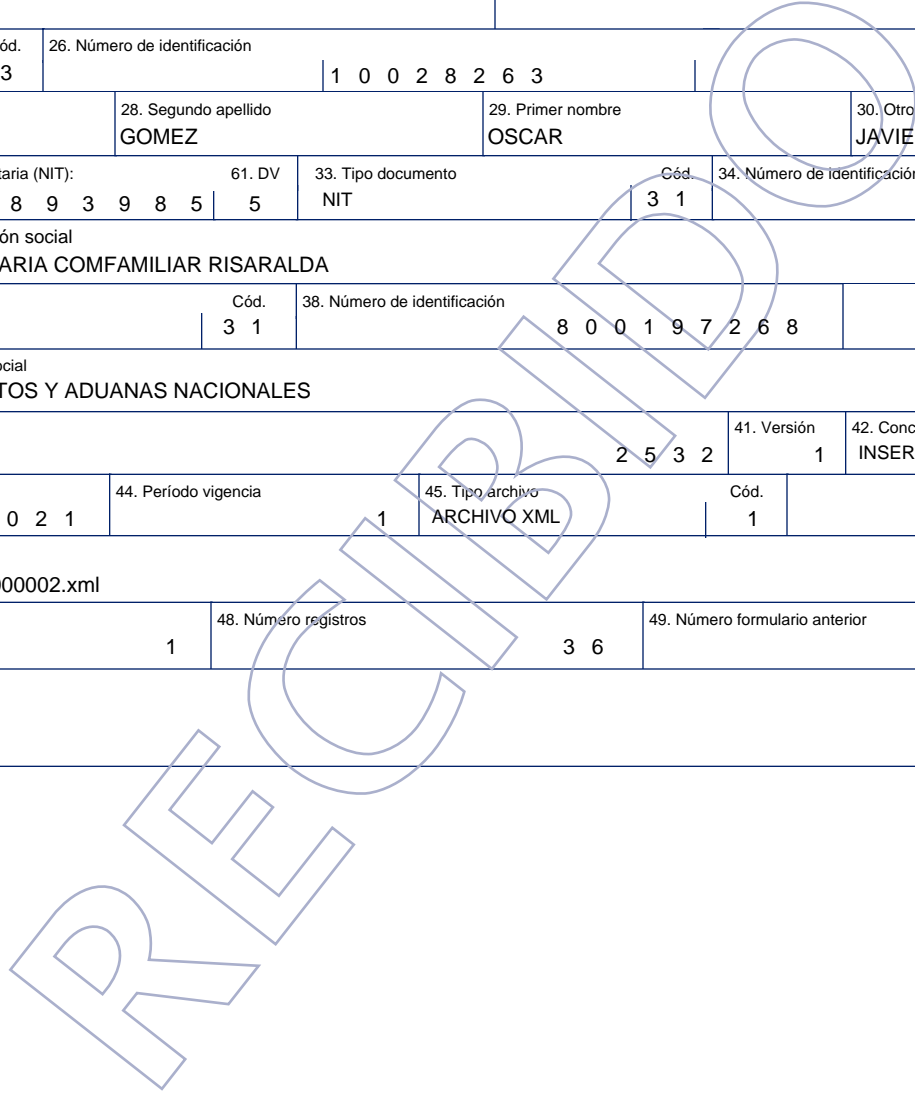 ód. 26. Número de identificación
3 1 0 0 2 8 2 6 3
28. Segundo apellido 29. Primer nombre 30. Otro
GOMEZ OSCAR JAVIE
taria (NIT): 61. DV 33. Tipo documento Cód. 34. Número de identificación
8 9 3 9 8 5 5 NIT 3 1
ón social
ARIA COMFAMILIAR RISARALDA
Cód. 38. Número de identificación
3 1 8 0 0 1 9 7 2 6 8
ocial
TOS Y ADUANAS NACIONALES
41. Versión 42. Conc
2 5 3 2 1 INSER
44. Período vigencia 45. Tipo archivo Cód.
0 2 1 1 ARCHIVO XML 1
000002.xml
48. Número registros 49. Número formulario anterior
1 3 6
RECIBIDO